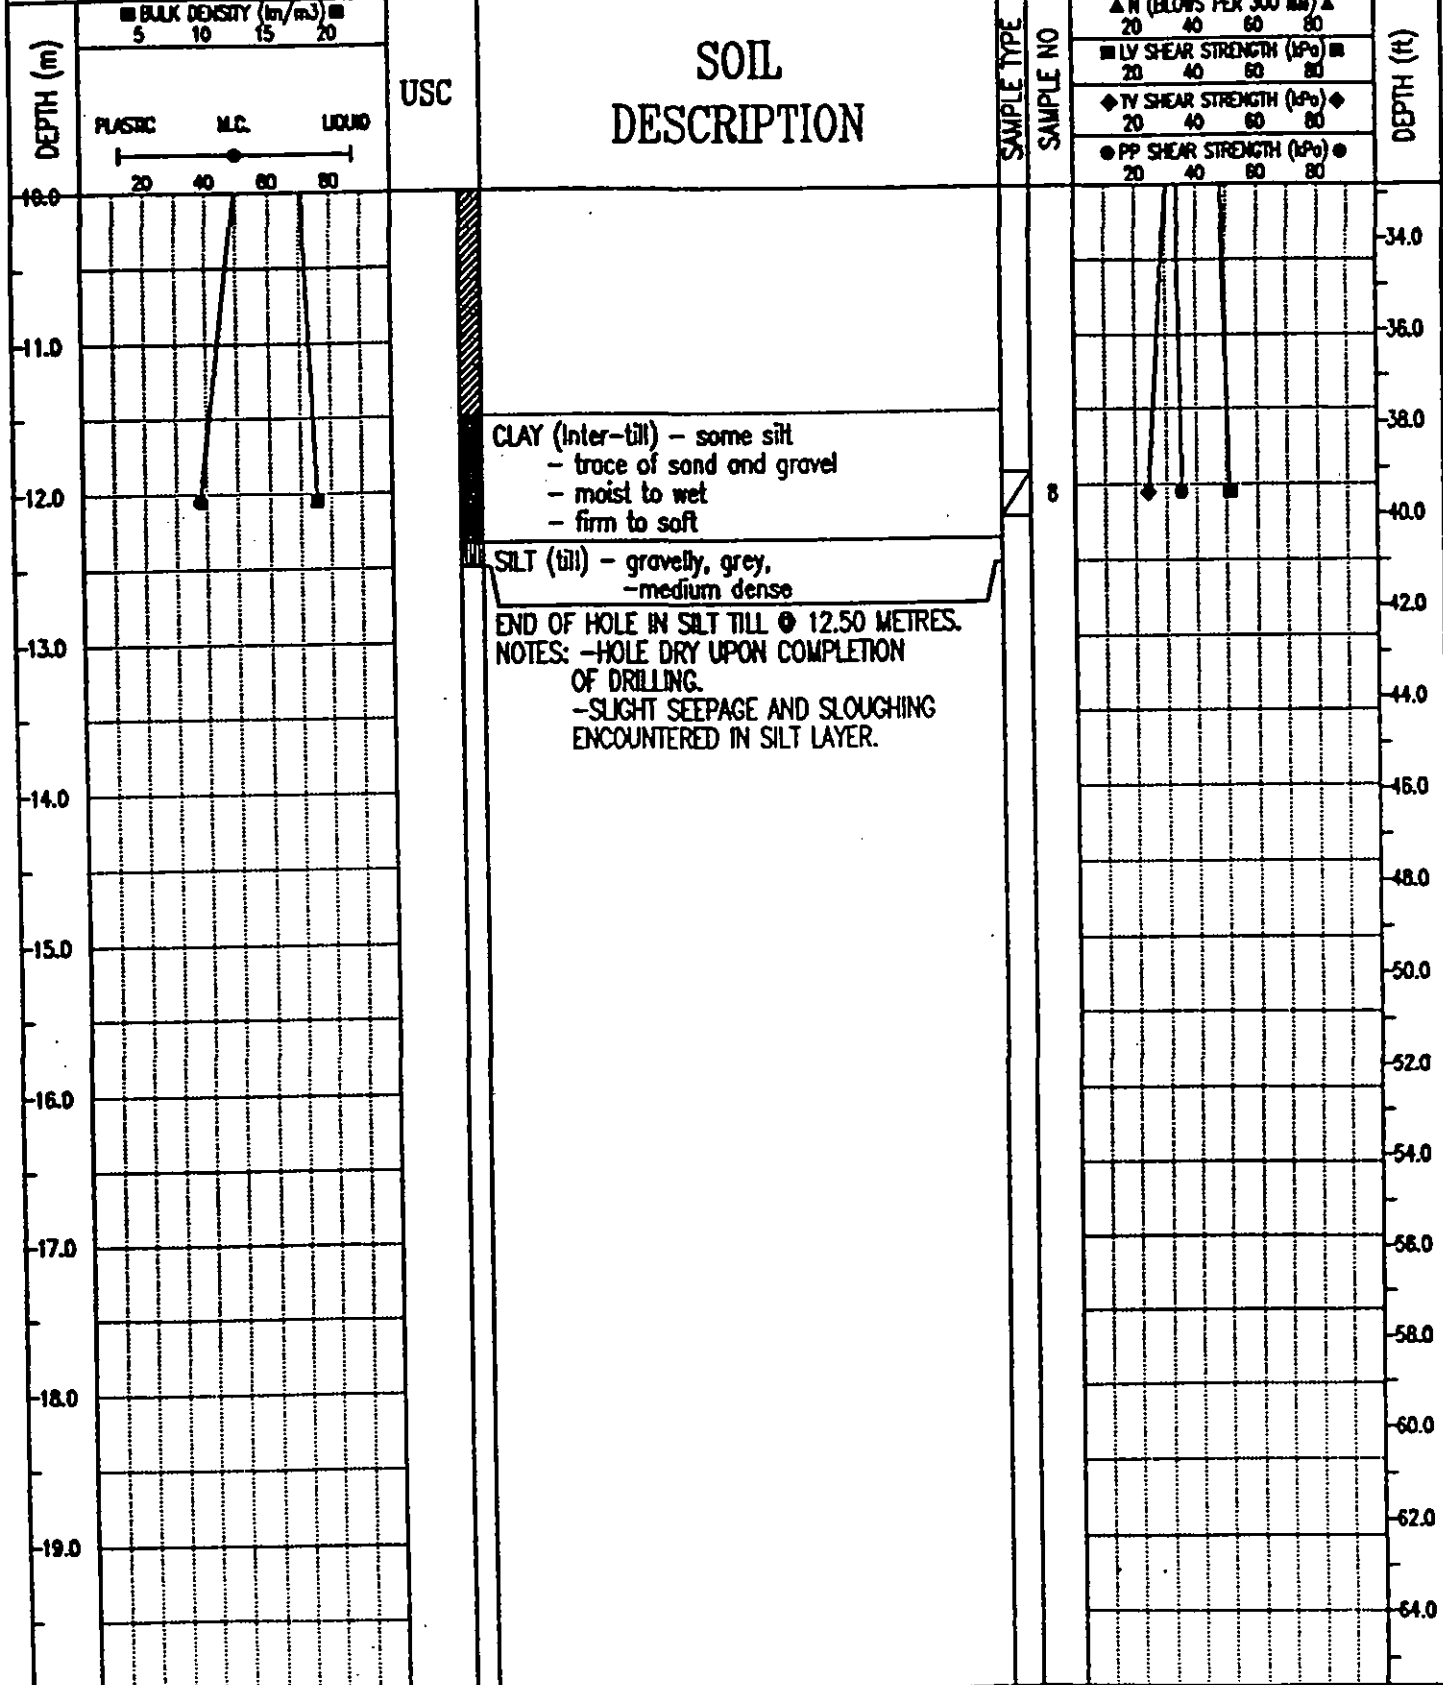 ■ BULK DENSITY (kn/m3) ■
5 10 15 20
DEPTH (m)
PLASTIC M.C. LIQUID
20 40 60 80
USC
SOIL
DESCRIPTION
SAMPLE TYPE
SAMPLE NO
▲ N (BLOWS PER 300 mm) ▲
20 40 60 80
■ LV SHEAR STRENGTH (kPa) ■
20 40 60 80
◆ TV SHEAR STRENGTH (kPa) ◆
20 40 60 80
● PP SHEAR STRENGTH (kPa) ●
20 40 60 80
DEPTH (ft)
10.0
11.0
12.0
13.0
14.0
15.0
16.0
17.0
18.0
19.0
CLAY (Inter-till) - some silt
- trace of sand and gravel
- moist to wet
- firm to soft
SILT (till) - gravelly, grey,
-medium dense
END OF HOLE IN SILT TILL @ 12.50 METRES.
NOTES: -HOLE DRY UPON COMPLETION
OF DRILLING.
-SLIGHT SEEPAGE AND SLOUGHING
ENCOUNTERED IN SILT LAYER.
8
34.0
36.0
38.0
40.0
42.0
44.0
46.0
48.0
50.0
52.0
54.0
56.0
58.0
60.0
62.0
64.0